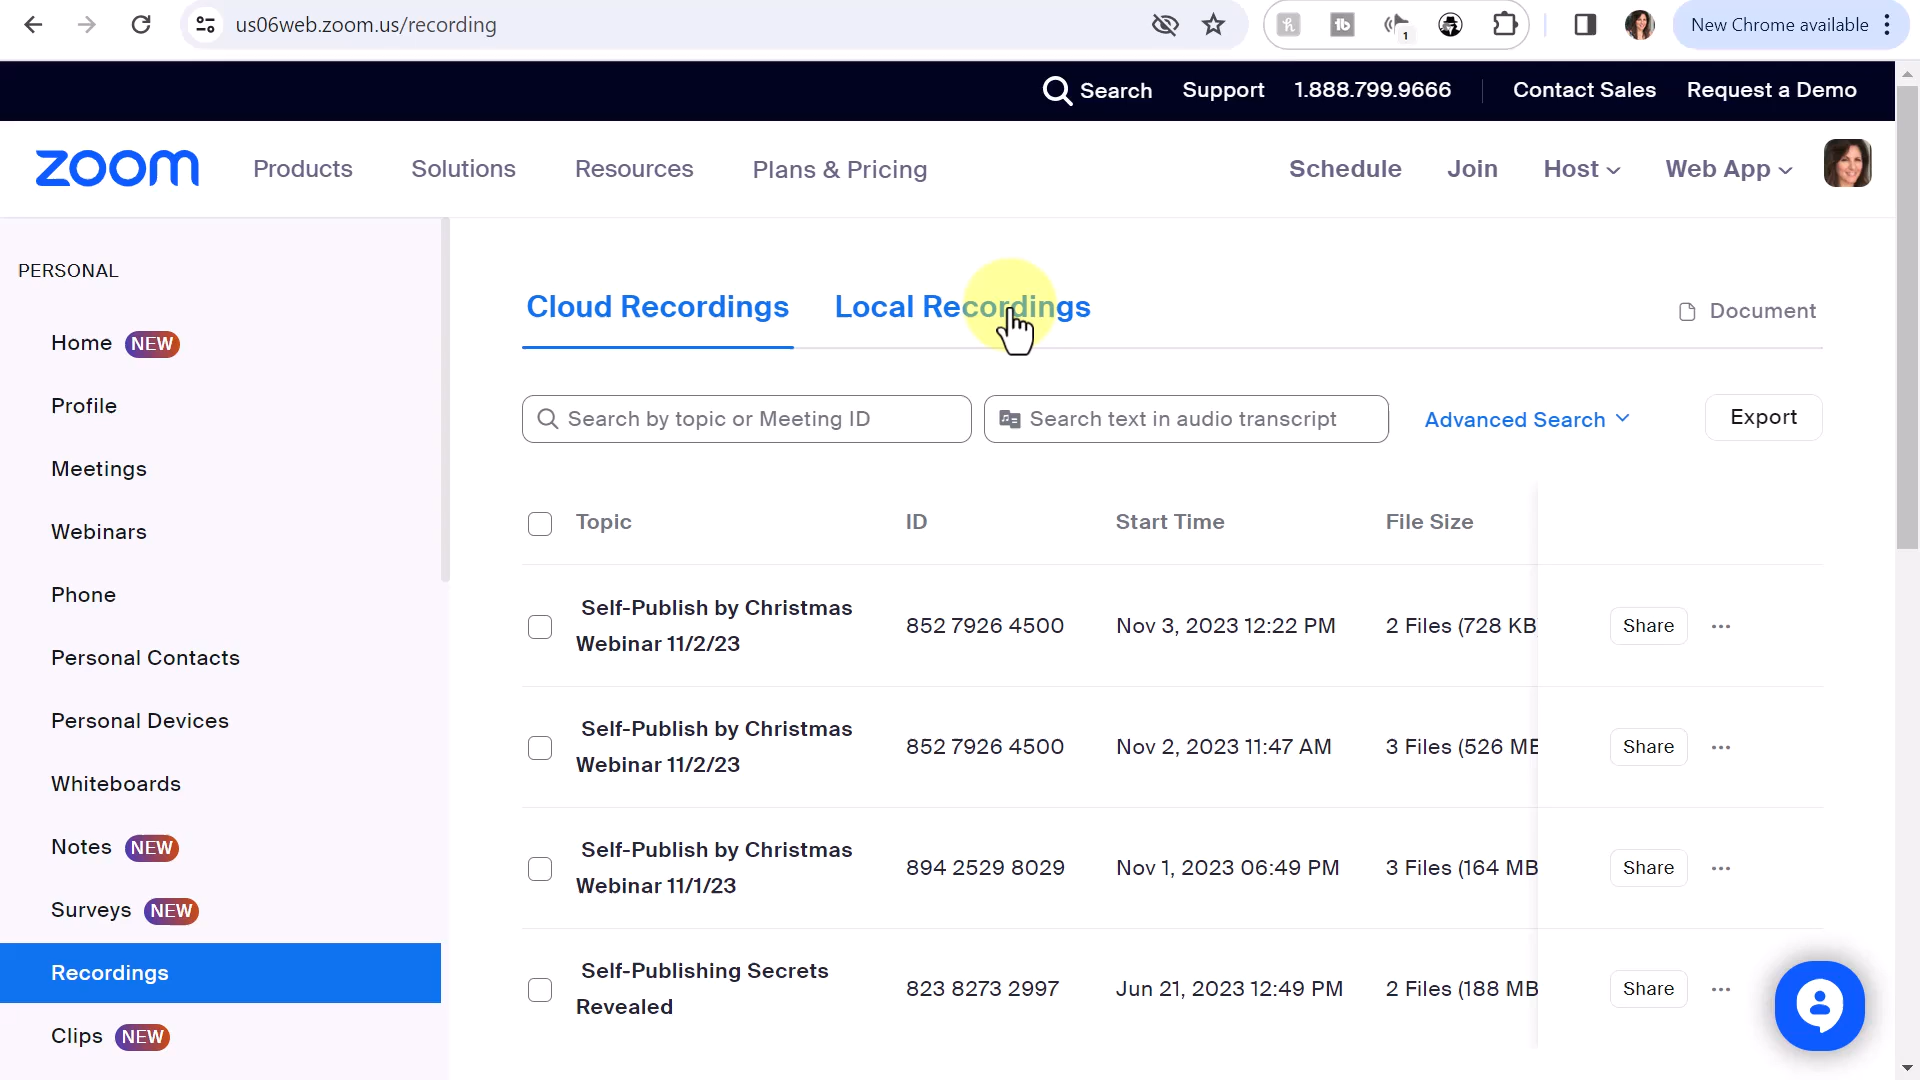 us06web.zoom.us/recording
1
New Chrome available
Search Support 1.888.799.9666 Contact Sales Request a Demo
zoom Products Solutions Resources Plans & Pricing Schedule Join Host Web App
PERSONAL
Home NEW
Profile
Meetings
Webinars
Phone
Personal Contacts
Personal Devices
Whiteboards
Notes NEW
Surveys NEW
Recordings
Clips NEW
Cloud Recordings Local Recordings Document
Search by topic or Meeting ID Search text in audio transcript Advanced Search Export
Topic ID Start Time File Size
Self-Publish by Christmas
Webinar 11/2/23
852 7926 4500 Nov 3, 2023 12:22 PM 2 Files (728 KB Share
Self-Publish by Christmas
Webinar 11/2/23
852 7926 4500 Nov 2, 2023 11:47 AM 3 Files (526 MB Share
Self-Publish by Christmas
Webinar 11/1/23
894 2529 8029 Nov 1, 2023 06:49 PM 3 Files (164 MB Share
Self-Publishing Secrets
Revealed
823 8273 2997 Jun 21, 2023 12:49 PM 2 Files (188 MB Share